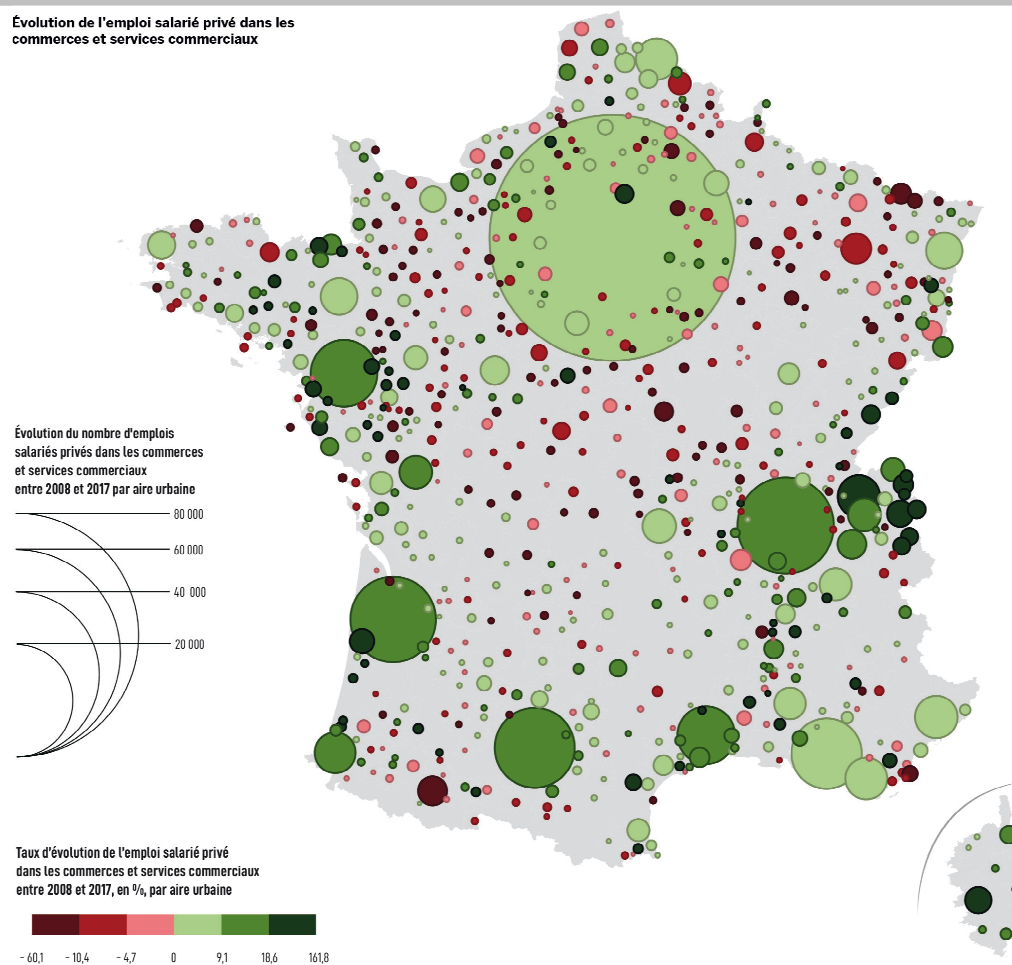 Évolution de l'emploi salarié privé dans les
commerces et services commerciaux
Évolution du nombre d'emplois
salariés privés dans les commerces
et services commerciaux
entre 2008 et 2017 par aire urbaine
80 000
60 000
40 000
20 000
Taux d'évolution de l'emploi salarié privé
dans les commerces et services commerciaux
entre 2008 et 2017, en %, par aire urbaine
- 60,1 - 10,4 - 4,7 0 9,1 18,6 161,8